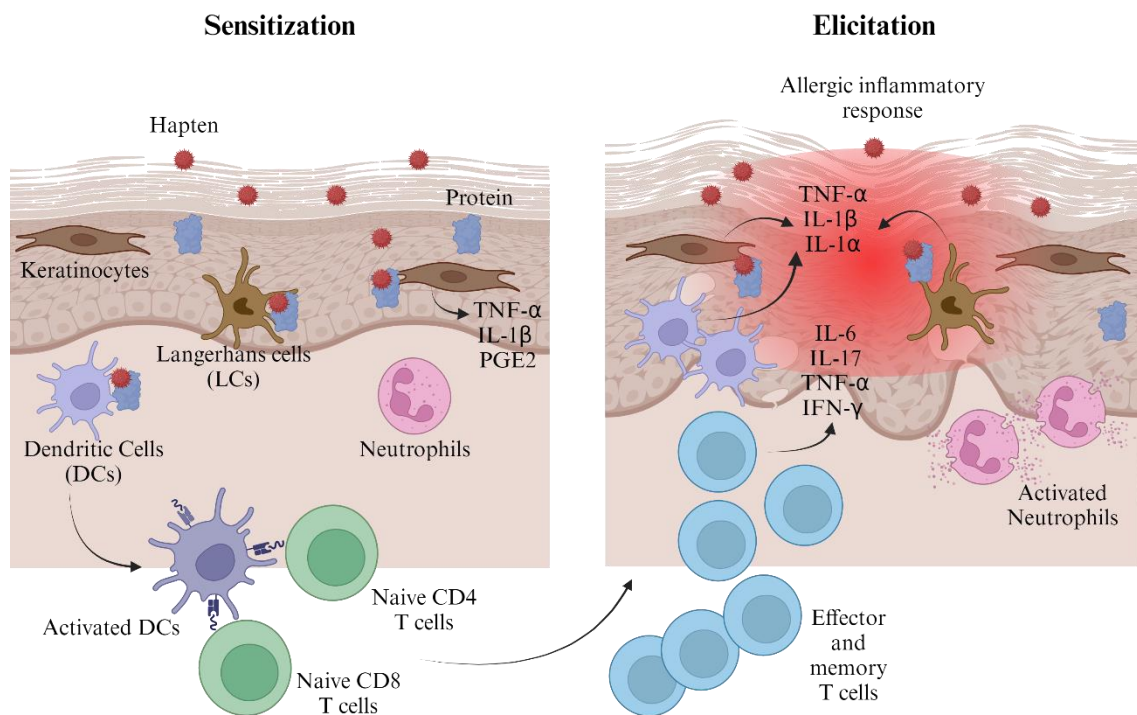 Sensitization
Hapten
Protein
Keratinocytes
TNF-α
IL-1β
PGE2
Langerhans cells
(LCs)
Dendritic Cells
(DCs)
Neutrophils
Activated DCs
Naive CD4
T cells
Naive CD8
T cells
Elicitation
Allergic inflammatory
response
TNF-α
IL-1β
IL-1α
IL-6
IL-17
TNF-α
IFN-γ
Activated
Neutrophils
Effector
and
memory
T cells